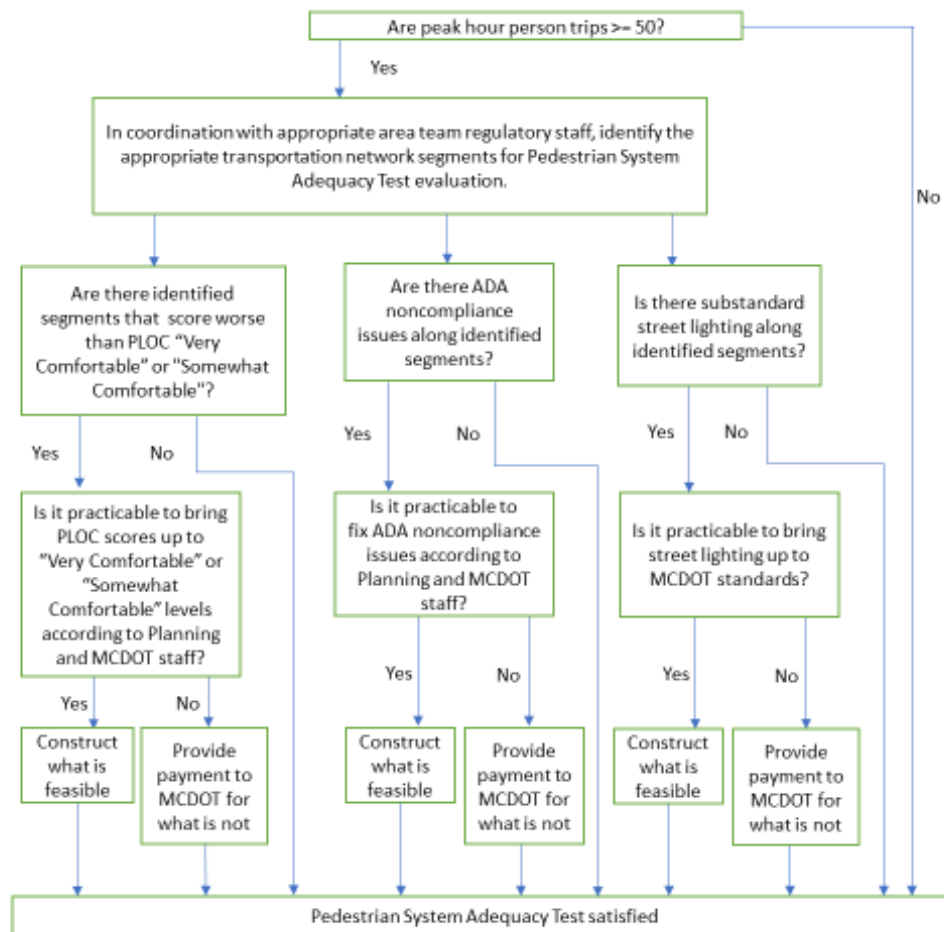 Are peak hour person trips >= 50?
Yes
No
In coordination with appropriate area team regulatory staff, identify the
appropriate transportation network segments for Pedestrian System
Adequacy Test evaluation.
Are there identified
segments that score worse
than PLOC “Very
Comfortable” or "Somewhat
Comfortable"?
Yes
No
Is it practicable to bring
PLOC scores up to
“Very Comfortable” or
“Somewhat
Comfortable” levels
according to Planning
and MCDOT staff?
Yes
No
Construct
what is
feasible
Provide
payment to
MCDOT for
what is not
Are there ADA
noncompliance
issues along identified
segments?
Yes
No
Is it practicable to
fix ADA noncompliance
issues according to
Planning and MCDOT
staff?
Yes
No
Construct
what is
feasible
Provide
payment to
MCDOT for
what is not
Is there substandard
street lighting along
identified segments?
Yes
No
Is it practicable to bring
street lighting up to
MCDOT standards?
Yes
No
Construct
what is
feasible
Provide
payment to
MCDOT for
what is not
Pedestrian System Adequacy Test satisfied